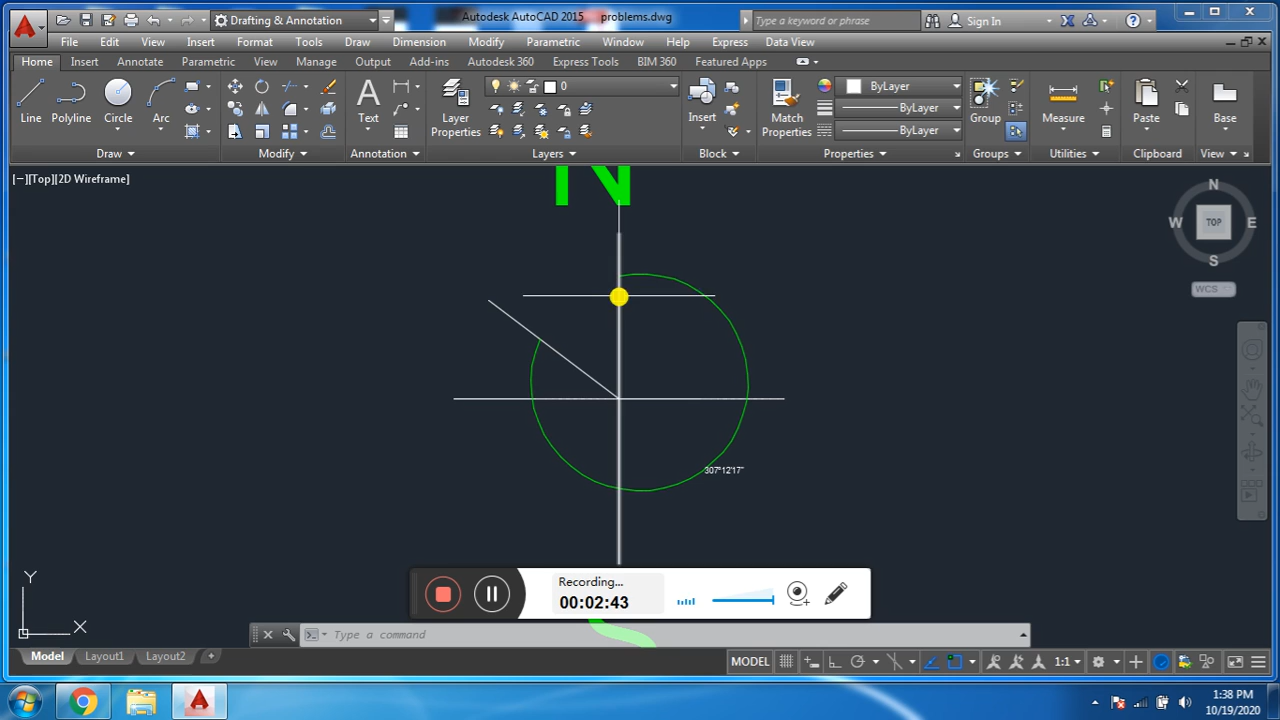 Drafting & Annotation
Autodesk AutoCAD 2015 problems.dwg
Type a keyword or phrase
Sign In
File Edit View Insert Format Tools Draw Dimension Modify Parametric Window Help Express Data View
Home Insert Annotate Parametric View Manage Output Add-ins Autodesk 360 Express Tools BIM 360 Featured Apps
Line Polyline Circle Arc
Text
Layer Properties
0
Insert
Match Properties
ByLayer
ByLayer
ByLayer
Group
Measure
Paste
Base
Draw Modify Annotation Layers Block Properties Groups Utilities Clipboard View
[−][Top][2D Wireframe]
N
N
W TOP E
S
WCS
307°12'17"
Recording...
00:02:43
Y
X
Type a command
S
Model Layout1 Layout2 +
MODEL
1:1
1:38 PM
10/19/2020